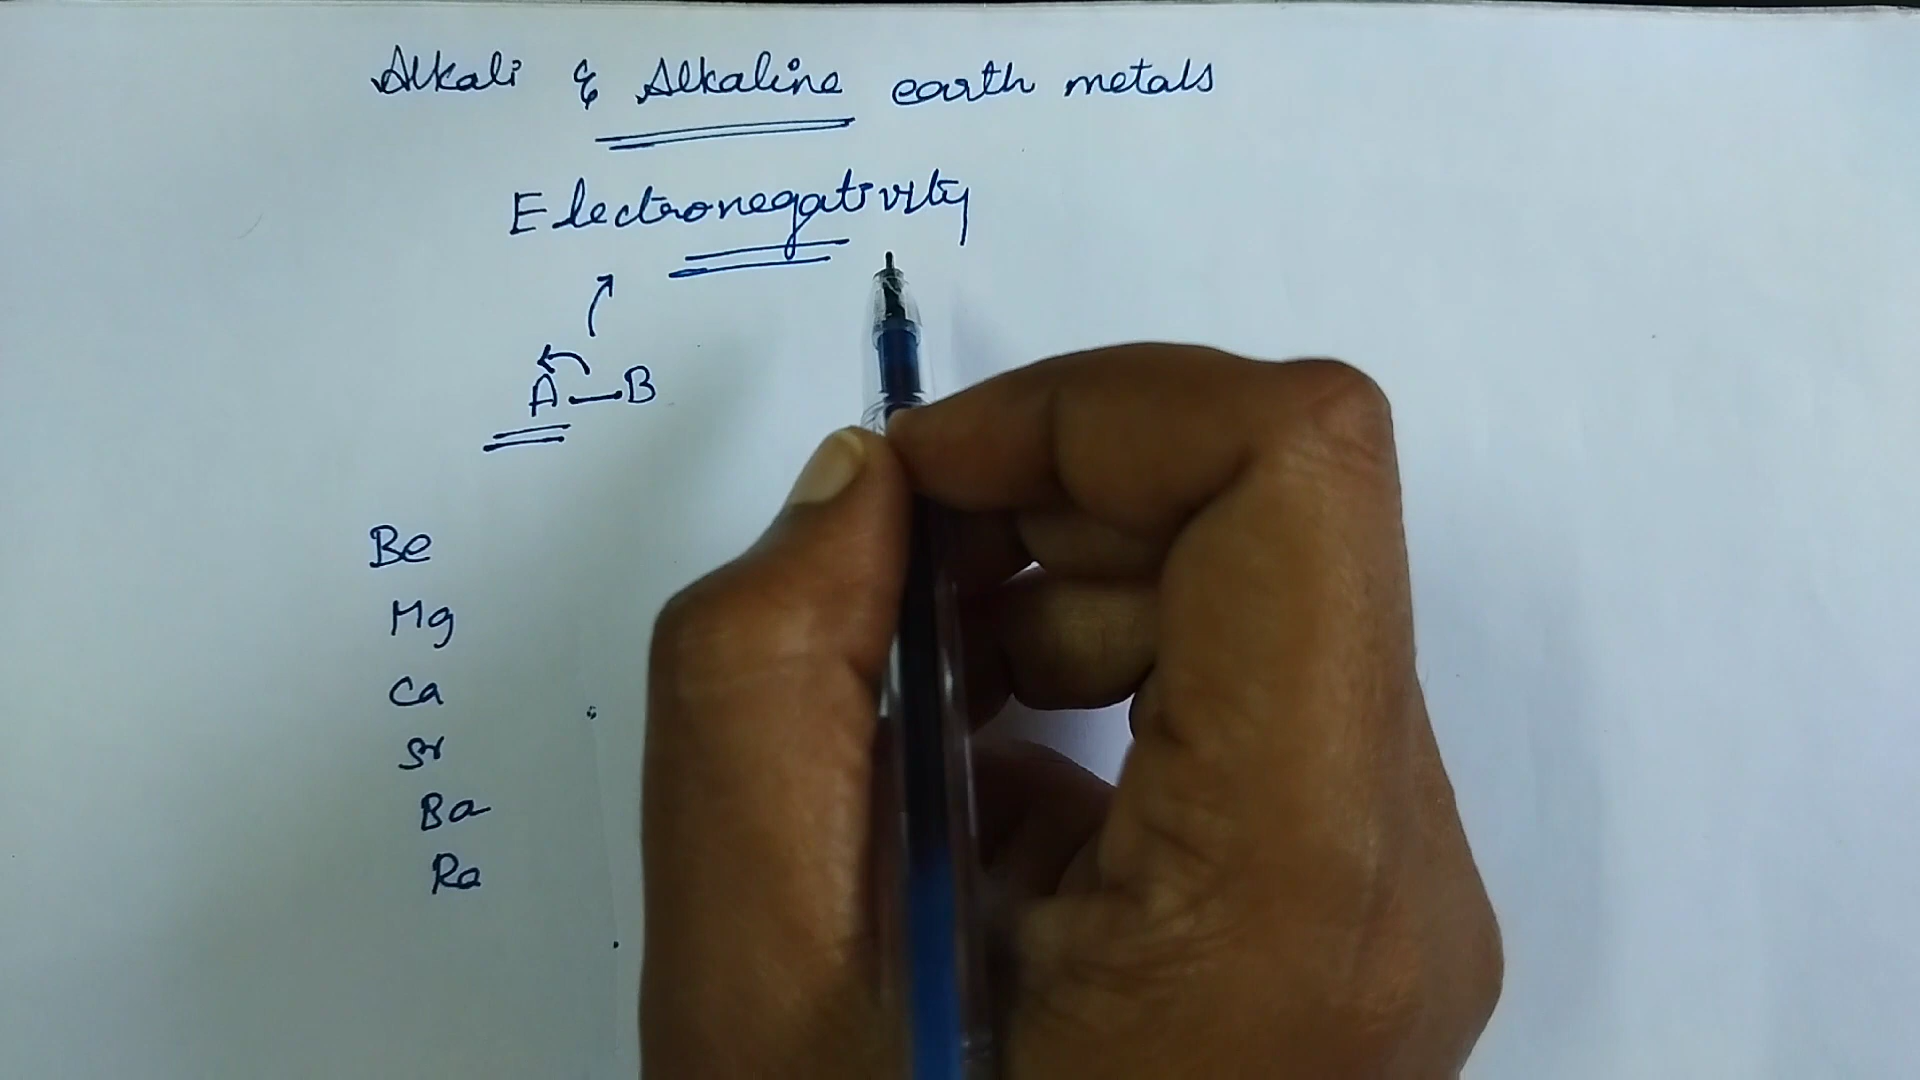 Alkali & Alkaline earth metals
Electronegativity
A—B
Be
Mg
Ca
Sr
Ba
Ra